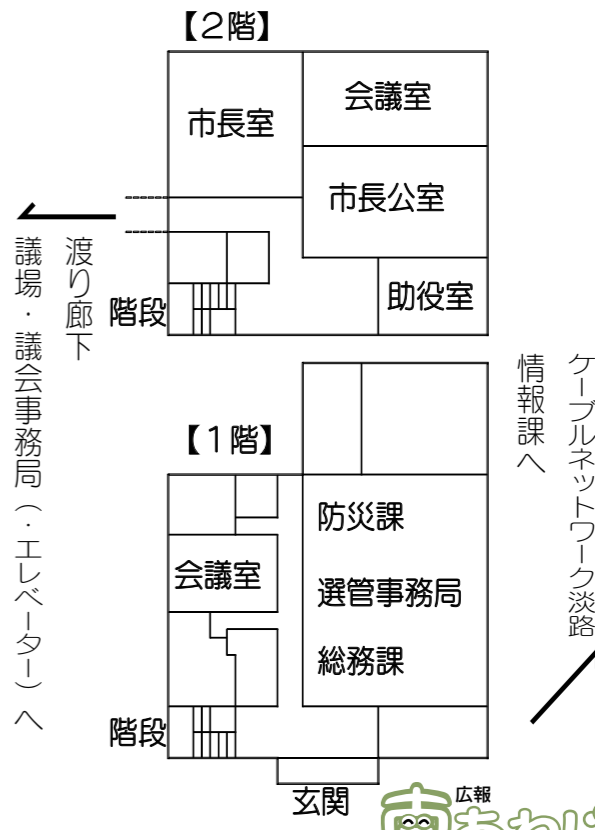 【2階】
市長室
会議室
市長公室
助役室
階段
渡り廊下
議場・議会事務局(・エレベーター)へ
【1階】
防災課
選管事務局
総務課
会議室
階段
玄関
ケーブルネットワーク淡路
情報課へ
広報